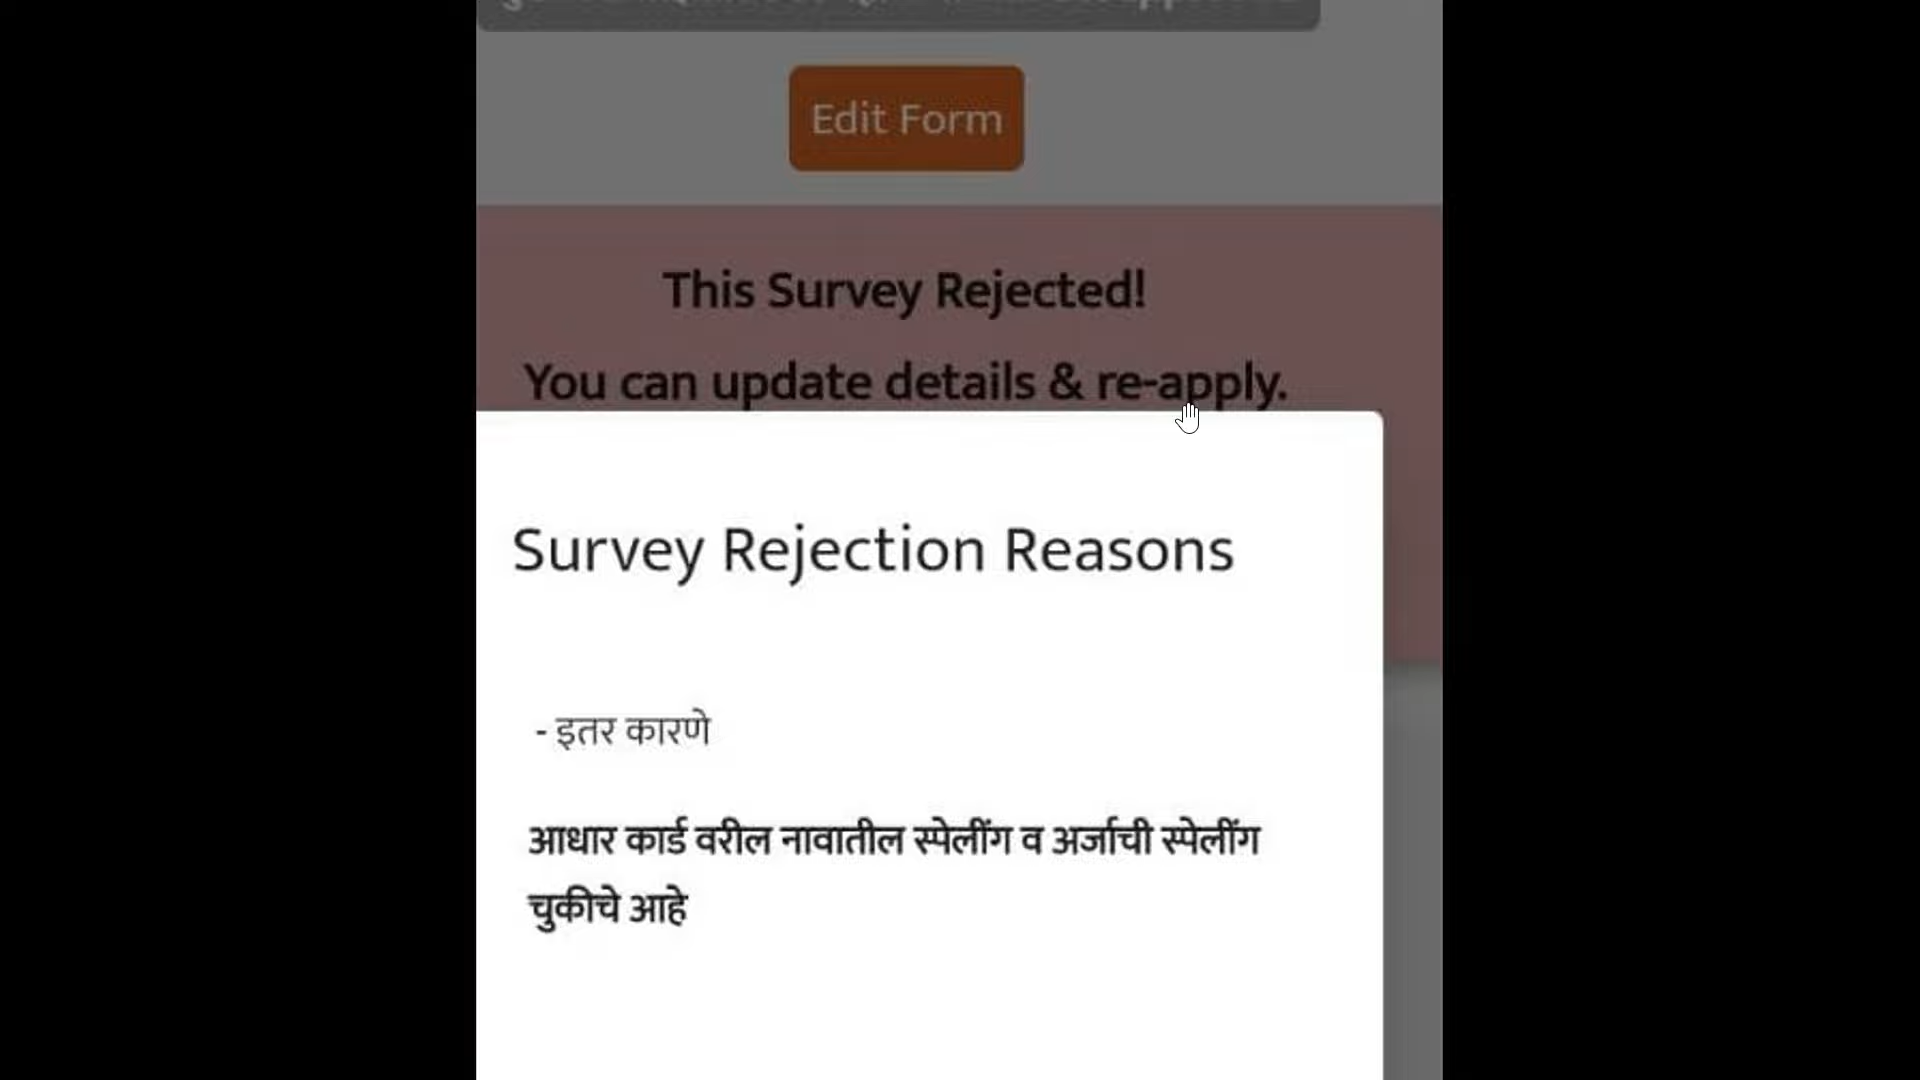 Edit Form
This Survey Rejected!
You can update details & re-apply.
Survey Rejection Reasons
- इतर कारणे
आधार कार्ड वरील नावातील स्पेलींग व अर्जाची स्पेलींग
चुकीचे आहे